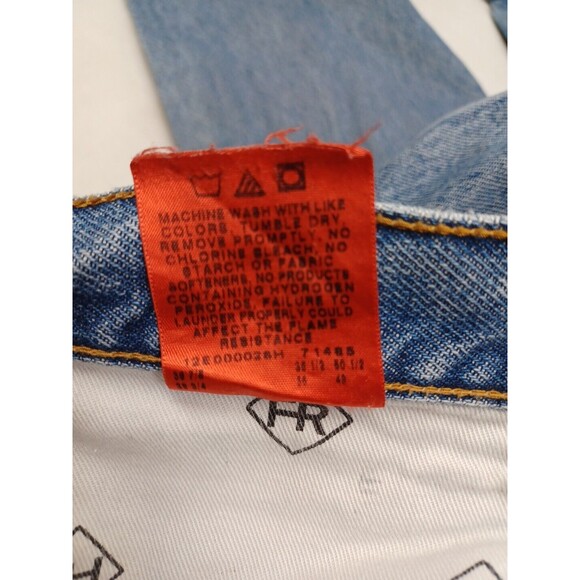 MACHINE WASH WITH LIKE
COLORS. TUMBLE DRY,
REMOVE PROMPTLY. NO
CHLORINE BLEACH, NO
STARCH OR FABRIC
SOFTENERS, NO PRODUCTS
CONTAINING HYDROGEN
PEROXIDE. FAILURE TO
LAUNDER PROPERLY COULD
AFFECT THE FLAME
RESISTANCE
71465
HR